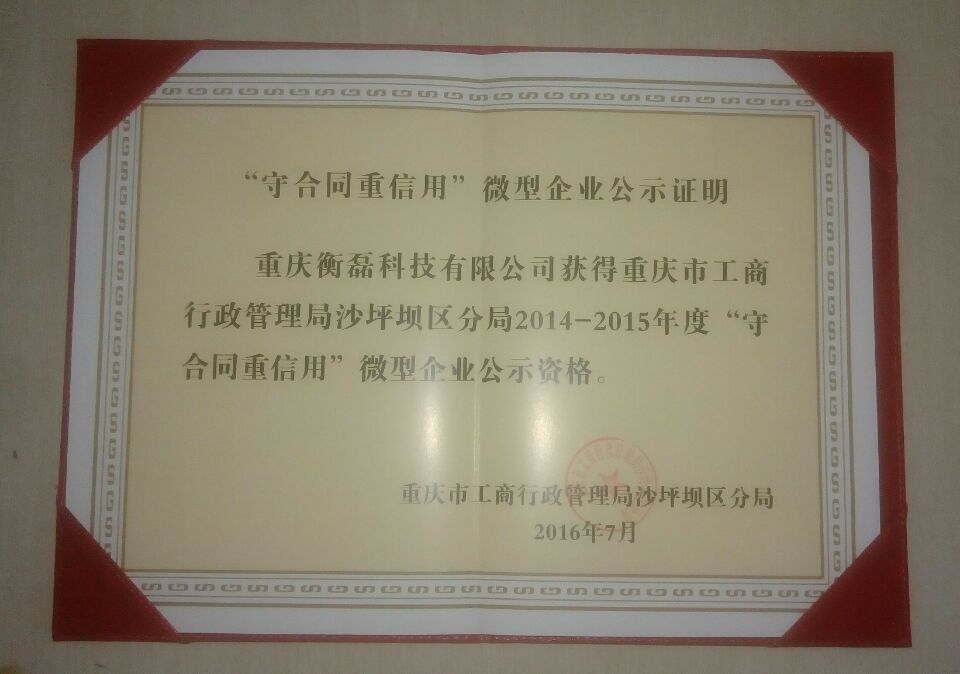 “守合同重信用”微型企业公示证明
重庆衡磊科技有限公司获得重庆市工商
行政管理局沙坪坝区分局2014-2015年度“守
合同重信用”微型企业公示资格。
重庆市工商行政管理局沙坪坝区分局
2016年7月